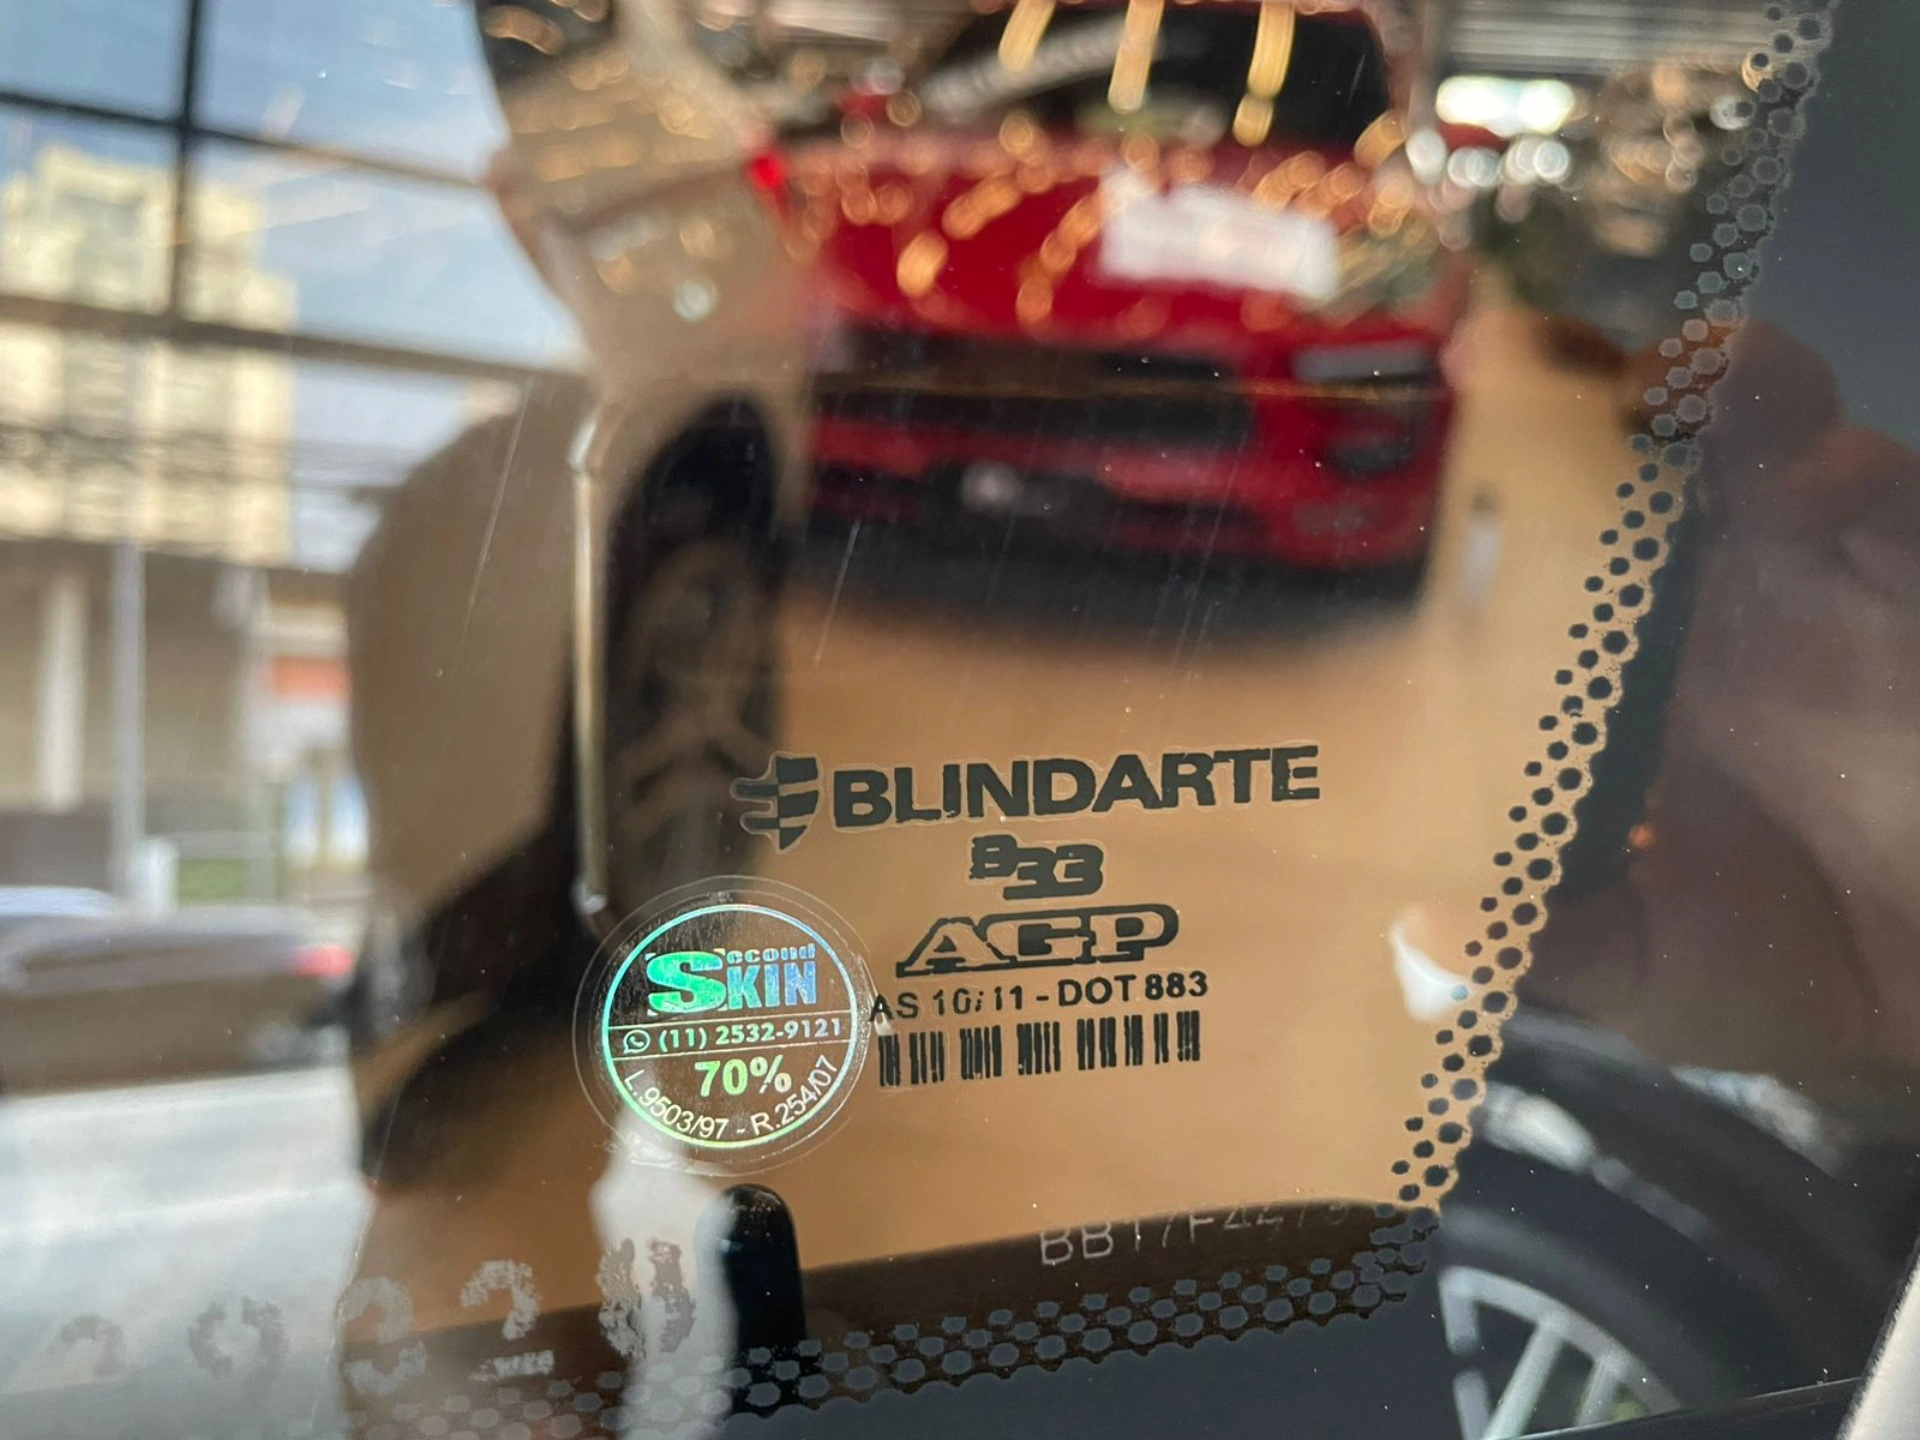 BLINDARTE
B33
AGP
AS 10/11 - DOT 883
Second
SKIN
(11) 2532-9121
70%
L.9503/97 - R.254/07